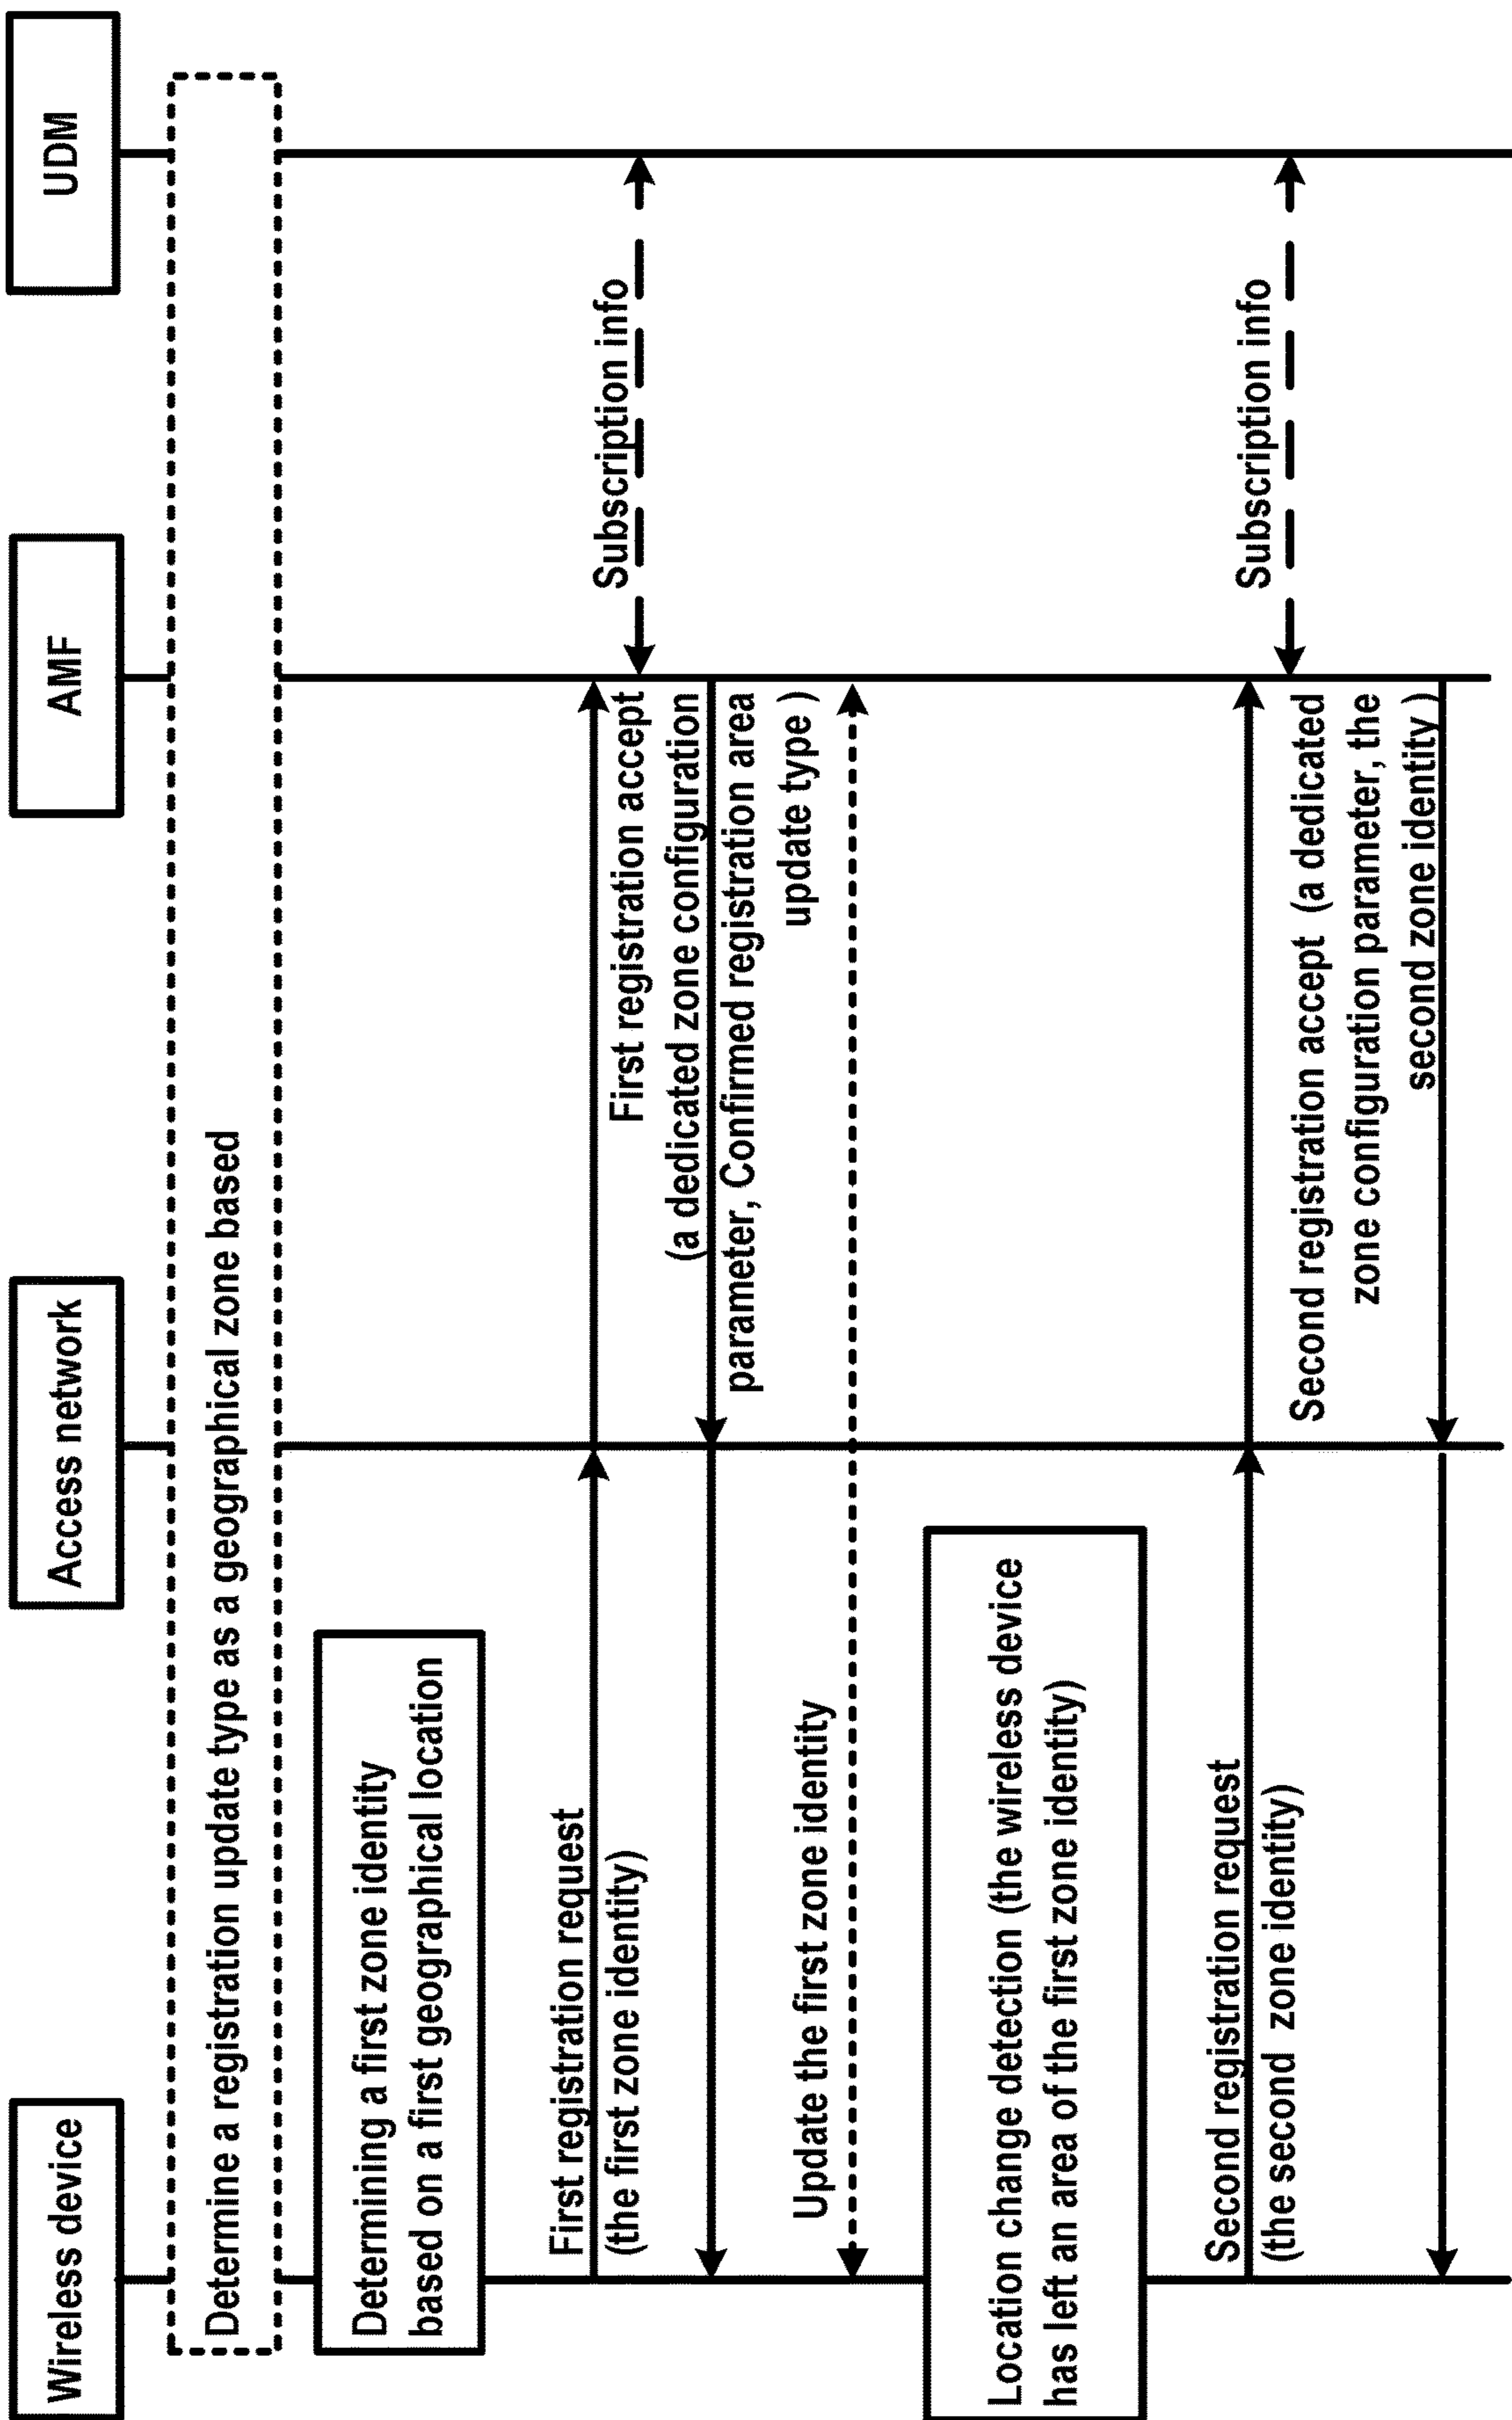 Wireless device
Access network
AMF
UDM
Determine a registration update type as a geographical zone based
Determining a first zone identity
based on a first geographical location
First registration request
(the first zone identity)
Subscription info
First registration accept
(a dedicated zone configuration
parameter, Confirmed registration area
update type )
Update the first zone identity
Location change detection (the wireless device
has left an area of the first zone identity)
Second registration request
(the second zone identity)
Subscription info
Second registration accept (a dedicated
zone configuration parameter, the
second zone identity )